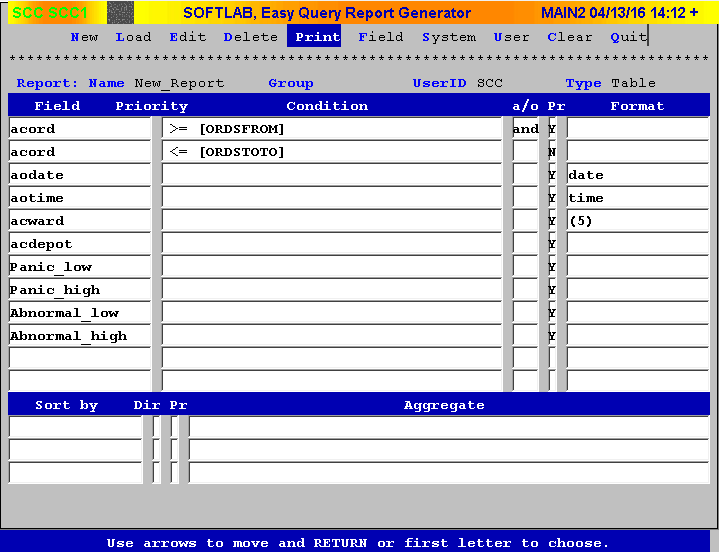 SCC SCC1 SOFTLAB, Easy Query Report Generator MAIN2 04/13/16 14:12 +
New Load Edit Delete Print Field System User Clear Quit
********************************************************************************
Report: Name New_Report Group UserID SCC Type Table
Field Priority Condition a/o Pr Format
acord >= [ORDSFROM] and Y
acord <= [ORDSTOTO] N
aodate Y date
aotime Y time
acward Y (5)
acdepot Y
Panic_low Y
Panic_high Y
Abnormal_low Y
Abnormal_high Y
Sort by Dir Pr Aggregate
Use arrows to move and RETURN or first letter to choose.